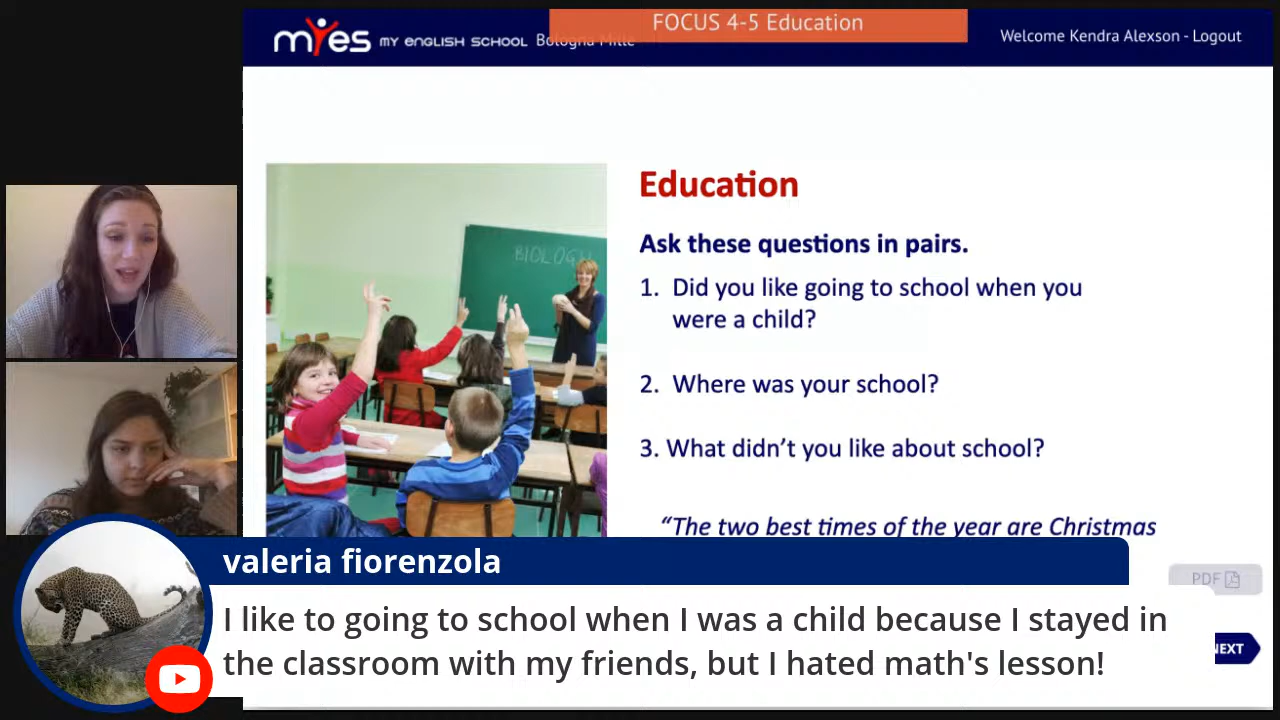 FOCUS 4-5 Education
myes MY ENGLISH SCHOOL Bologna Mille
Welcome Kendra Alexson - Logout
BIOLOGY
Education
Ask these questions in pairs.
1. Did you like going to school when you
were a child?
2. Where was your school?
3. What didn't you like about school?
“The two best times of the year are Christmas
PDF
NEXT
valeria fiorenzola
I like to going to school when I was a child because I stayed in
the classroom with my friends, but I hated math's lesson!